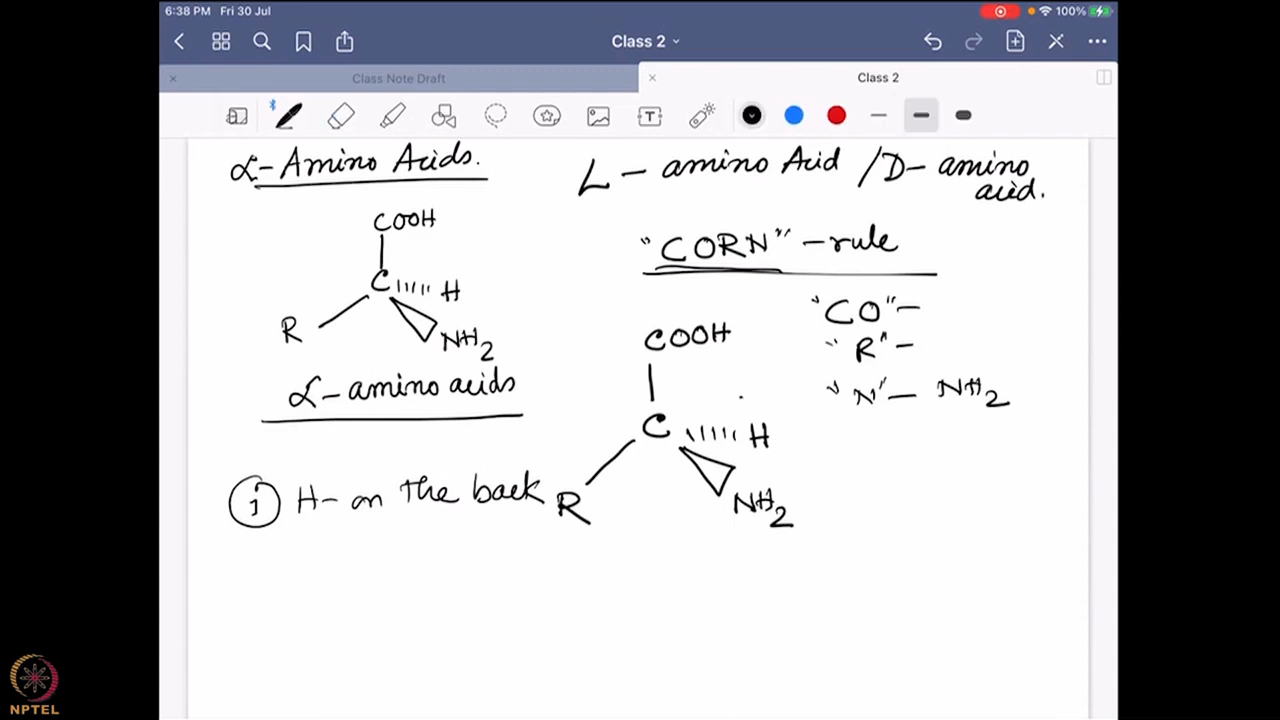 6:38 PM Fri 30 Jul
100%
Class 2
Class Note Draft
Class 2
T
α-Amino Acids.
L - amino Acid / D- amino
acid.
COOH
C
H
R
NH2
α-amino acids
"CORN" -rule
"CO"-
"R"-
"N"- NH2
COOH
C
H
R
NH2
① H- on the back
NPTEL